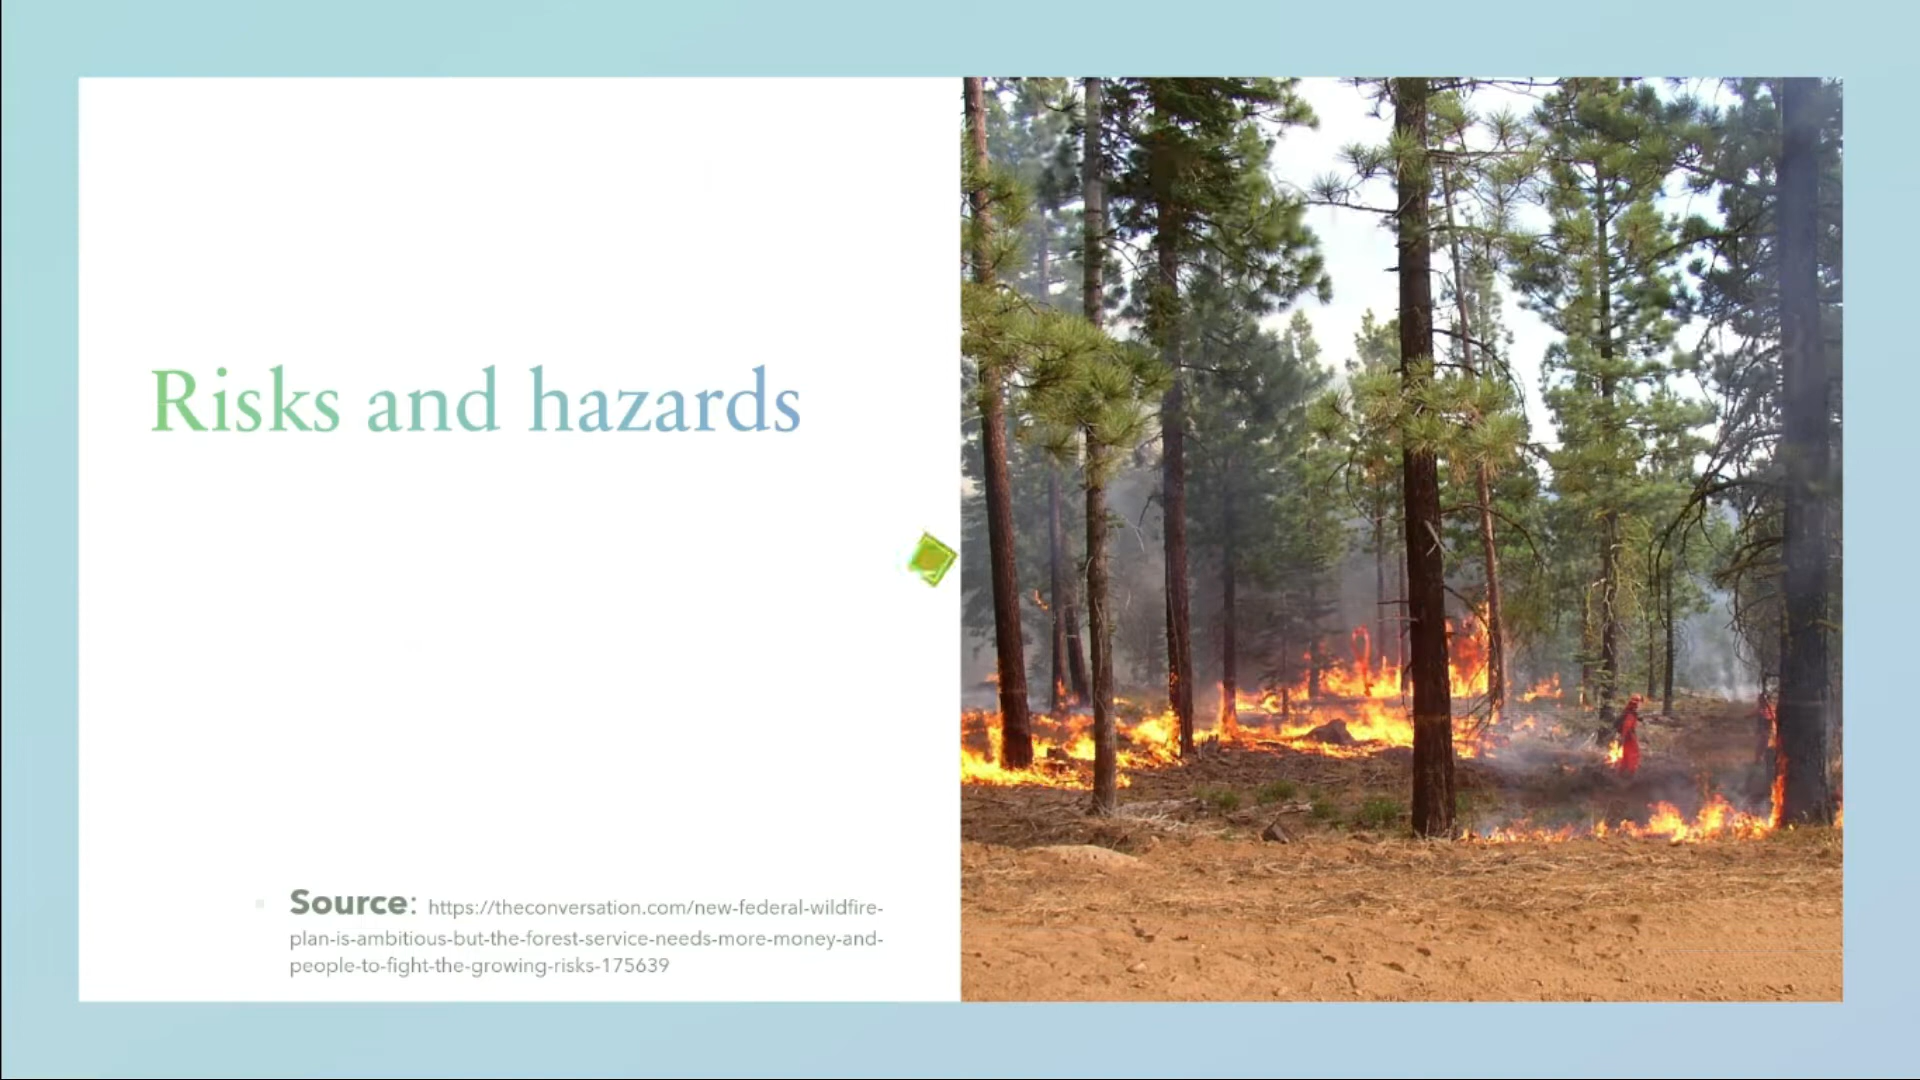 Risks and hazards
Source: https://theconversation.com/new-federal-wildfire-
plan-is-ambitious-but-the-forest-service-needs-more-money-and-
people-to-fight-the-growing-risks-175639